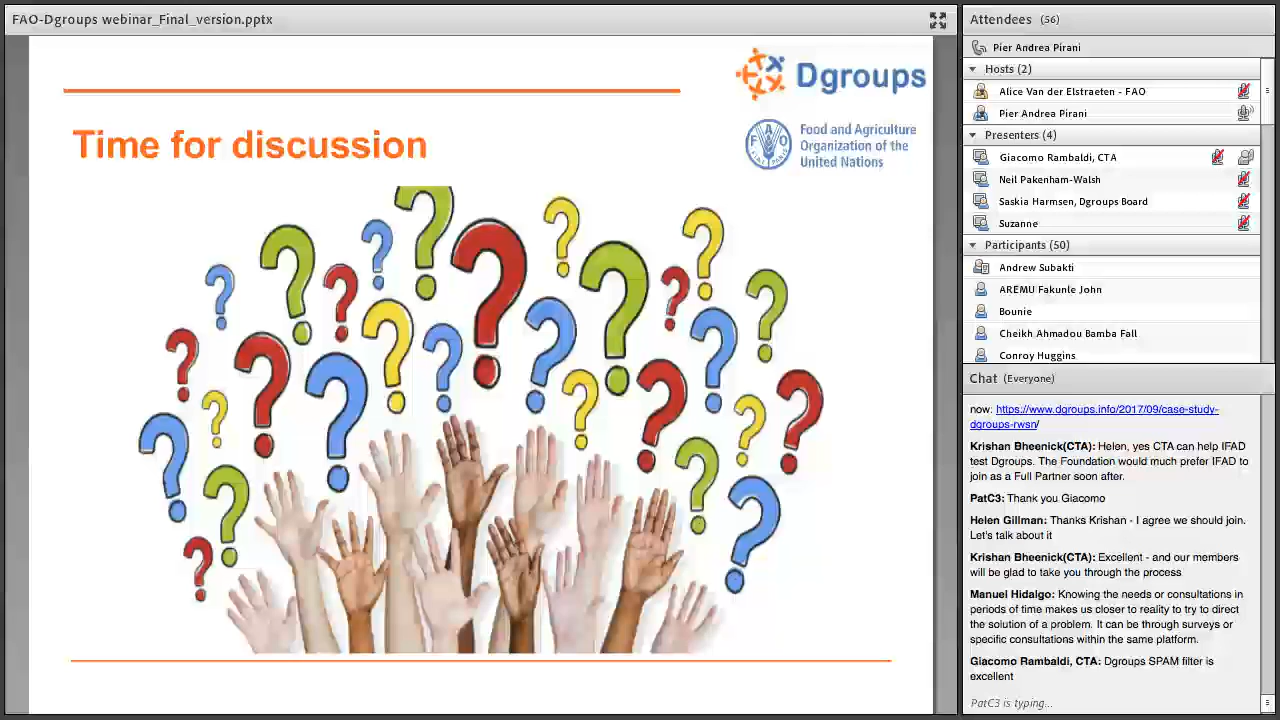 FAO-Dgroups webinar_Final_version.pptx
Dgroups
Food and Agriculture
Organization of the
United Nations
FAO
FIAT PANIS
Time for discussion
Attendees (56)
Pier Andrea Pirani
Hosts (2)
Alice Van der Elstraeten - FAO
Pier Andrea Pirani
Presenters (4)
Giacomo Rambaldi, CTA
Neil Pakenham-Walsh
Saskia Harmsen, Dgroups Board
Suzanne
Participants (50)
Andrew Subakti
AREMU Fakunle John
Bounie
Cheikh Ahmadou Bamba Fall
Conroy Huggins
Chat (Everyone)
now: https://www.dgroups.info/2017/09/case-study-
dgroups-rwsn/
Krishan Bheenick(CTA): Helen, yes CTA can help IFAD
test Dgroups. The Foundation would much prefer IFAD to
join as a Full Partner soon after.
PatC3: Thank you Giacomo
Helen Gillman: Thanks Krishan - I agree we should join.
Let's talk about it
Krishan Bheenick(CTA): Excellent - and our members
will be glad to take you through the process
Manuel Hidalgo: Knowing the needs or consultations in
periods of time makes us closer to reality to try to direct
the solution of a problem. It can be through surveys or
specific consultations within the same platform.
Giacomo Rambaldi, CTA: Dgroups SPAM filter is
excellent
PatC3 is typing...